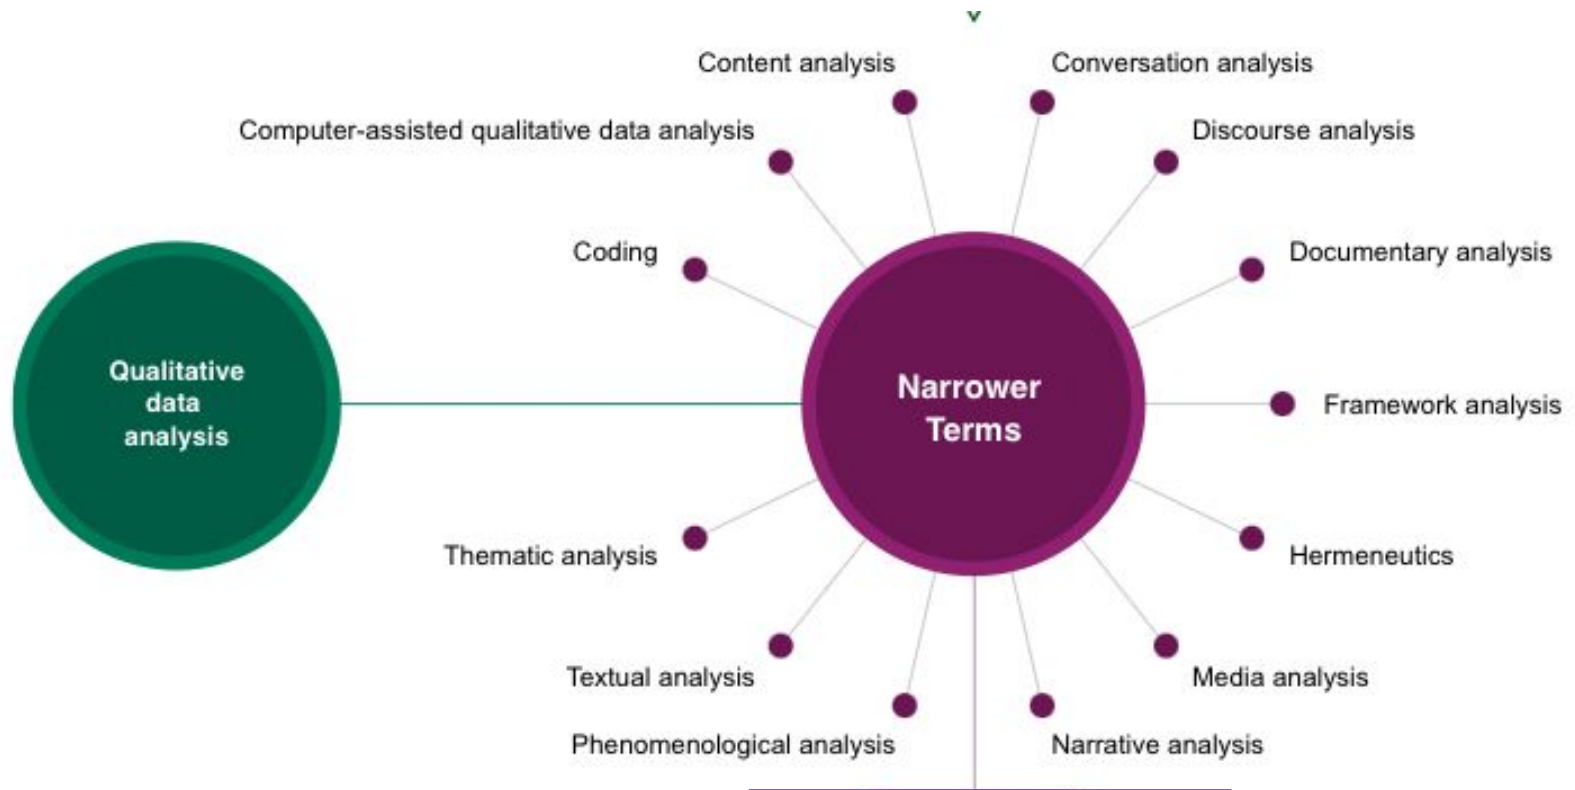 Content analysis
Conversation analysis
Computer-assisted qualitative data analysis
Discourse analysis
Coding
Documentary analysis
Qualitative
data
analysis
Narrower
Terms
Framework analysis
Thematic analysis
Hermeneutics
Textual analysis
Media analysis
Phenomenological analysis
Narrative analysis